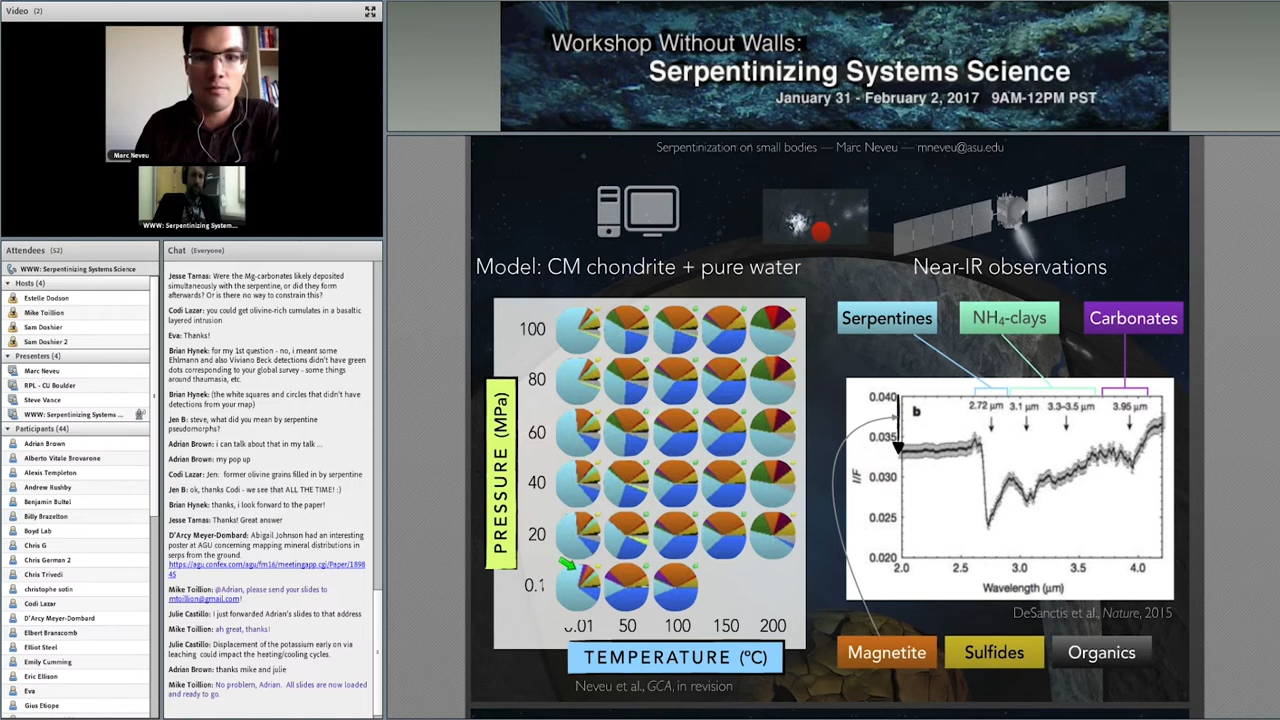 Video (2)
Marc Neveu
WWW: Serpentinizing System...
Attendees (52)
WWW: Serpentinizing Systems Science
Hosts (4)
Estelle Dodson
Mike Toillion
Sam Doshier
Sam Doshier 2
Presenters (4)
Marc Neveu
RPL - CU Boulder
Steve Vance
WWW: Serpentinizing Systems ...
Participants (44)
Adrian Brown
Alberto Vitale Brovarone
Alexis Templeton
Andrew Rushby
Benjamin Bultel
Billy Brazelton
Boyd Lab
Chris G
Chris German 2
Chris Trivedi
christophe sotin
Codi Lazar
D'Arcy Meyer-Dombard
Elbert Branscomb
Elliot Steel
Emily Cumming
Eric Ellison
Eva
Gius Etiope
Chat (Everyone)
Jesse Tarnas: Were the Mg-carbonates likely deposited
simultaneously with the serpentine, or did they form
afterwards? Or is there no way to constrain this?
Codi Lazar: you could get olivine-rich cumulates in a basaltic
layered intrusion
Eva: Thanks!
Brian Hynek: for my 1st question - no, i meant some
Ehlmann and also Viviano Beck detections didn't have green
dots corresponding to your global survey - some things
around thaumasia, etc.
Brian Hynek: (the white squares and circles that didn't have
detections from your map)
Jen B: steve, what did you mean by serpentine
pseudomorphs?
Adrian Brown: i can talk about that in my talk ...
Adrian Brown: my pop up
Codi Lazar: Jen: former olivine grains filled in by serpentine
Jen B: ok, thanks Codi - we see that ALL THE TIME! :)
Brian Hynek: thanks, i look forward to the paper!
Jesse Tarnas: Thanks! Great answer
D'Arcy Meyer-Dombard: Abigail Johnson had an interesting
poster at AGU concerning mapping mineral distributions in
serps from the ground.
https://agu.confex.com/agu/fm16/meetingapp.cgi/Paper/1898
45
Mike Toillion: @Adrian, please send your slides to
mtoillion@gmail.com!
Julie Castillo: I just forwarded Adrian's slides to that address
Mike Toillion: ah great, thanks!
Julie Castillo: Displacement of the potassium early on via
leaching could impact the heating/cooling cycles.
Adrian Brown: thanks mike and julie
Mike Toillion: No problem, Adrian. All slides are now loaded
and ready to go.
Workshop Without Walls:
Serpentinizing Systems Science
January 31 - February 2, 2017 9AM-12PM PST
Serpentinization on small bodies — Marc Neveu — mneveu@asu.edu
Model: CM chondrite + pure water
PRESSURE (MPa)
100
80
60
40
20
0.1
0.01 50 100 150 200
TEMPERATURE (ºC)
Neveu et al., GCA, in revision
Near-IR observations
Serpentines
NH₄-clays
Carbonates
b
2.72 µm 3.1 µm 3.3–3.5 µm 3.95 µm
0.040
0.035
0.030
0.025
0.020
I/F
2.0 2.5 3.0 3.5 4.0
Wavelength (µm)
DeSanctis et al., Nature, 2015
Magnetite
Sulfides
Organics